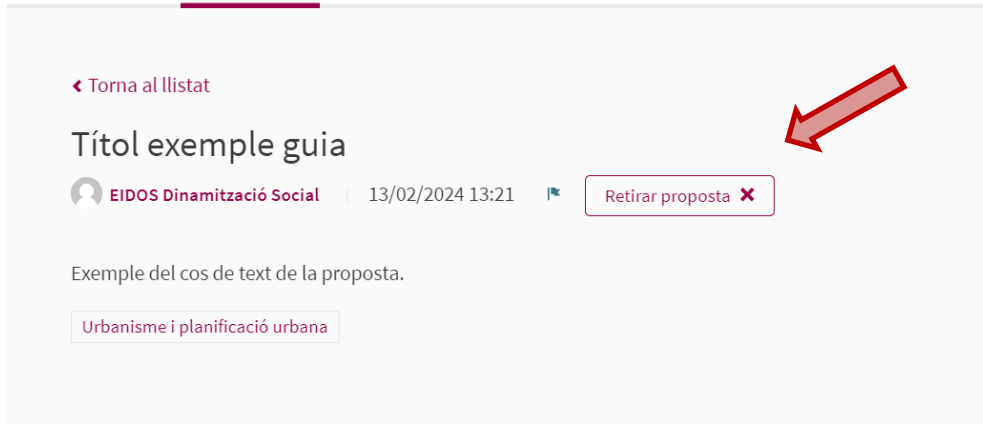 Torna al llistat
Títol exemple guia
EIDOS Dinamització Social 13/02/2024 13:21 Retirar proposta
Exemple del cos de text de la proposta.
Urbanisme i planificació urbana